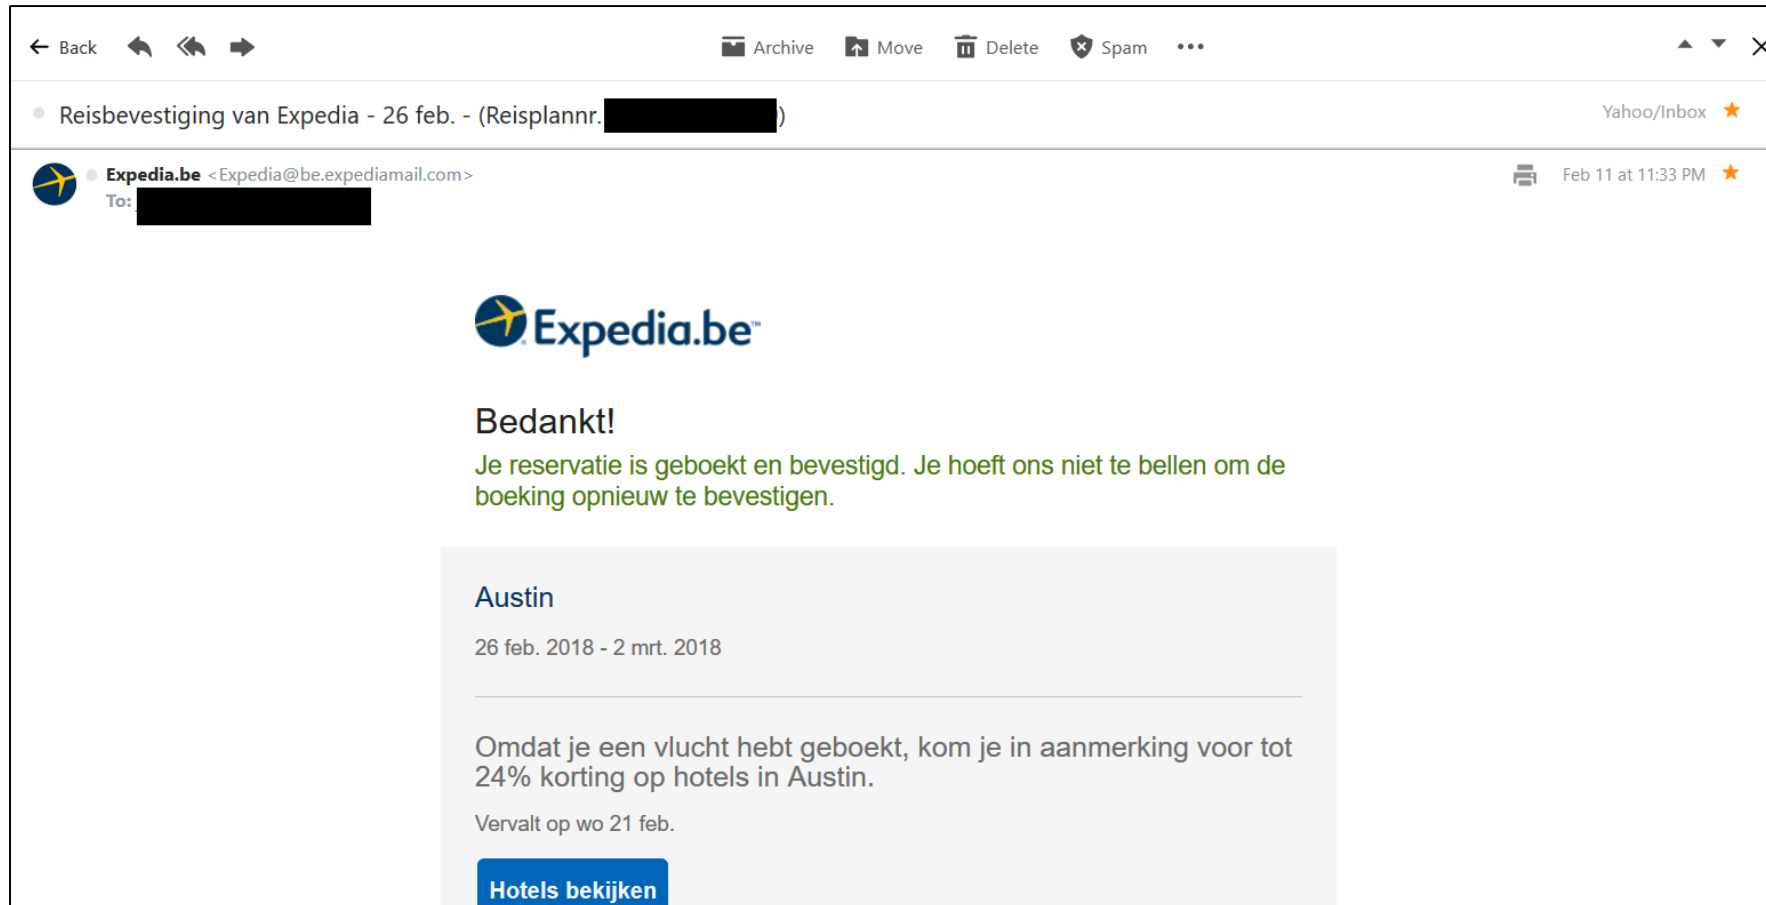 Back
Archive
Move
Delete
Spam
Reisbevestiging van Expedia - 26 feb. - (Reisplannr. )
Yahoo/Inbox
Expedia.be <Expedia@be.expediamail.com>
Feb 11 at 11:33 PM
To:
Expedia.be™
Bedankt!
Je reservatie is geboekt en bevestigd. Je hoeft ons niet te bellen om de
boeking opnieuw te bevestigen.
Austin
26 feb. 2018 - 2 mrt. 2018
Omdat je een vlucht hebt geboekt, kom je in aanmerking voor tot
24% korting op hotels in Austin.
Vervalt op wo 21 feb.
Hotels bekijken